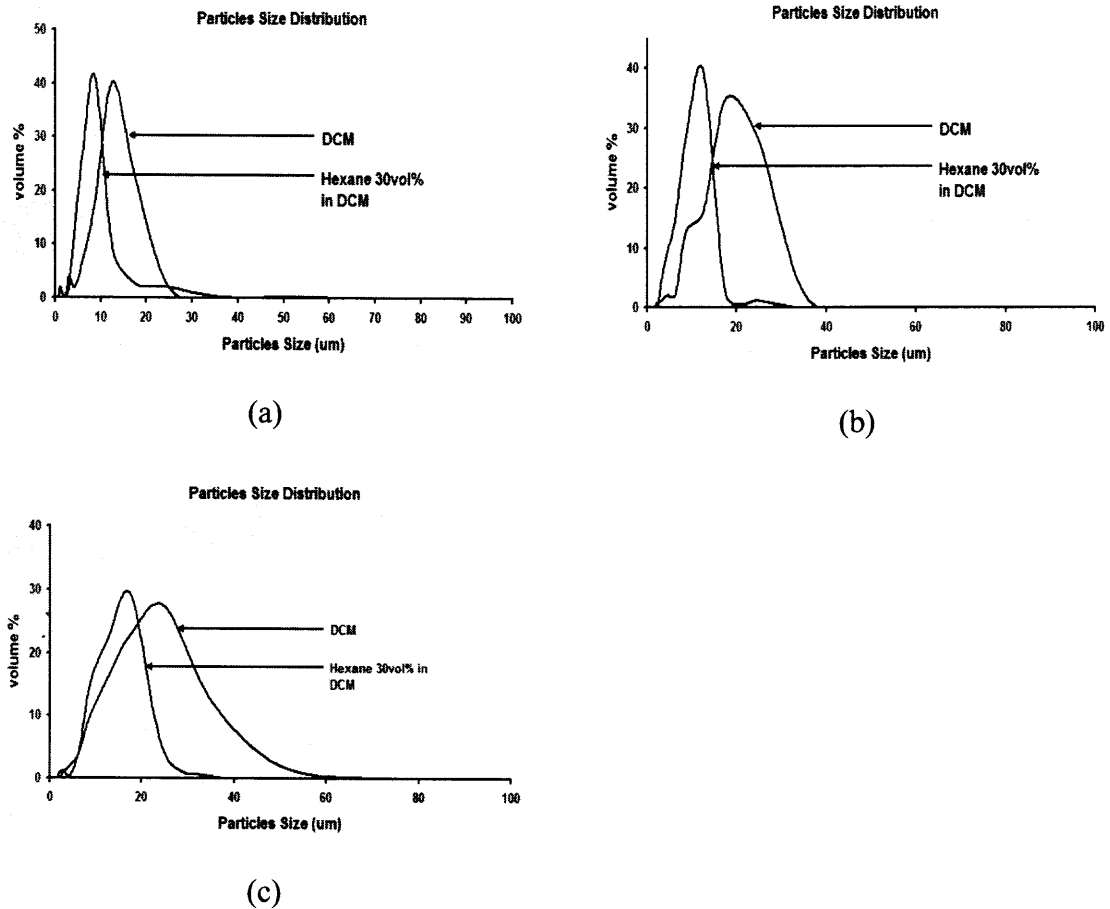 Particles Size Distribution
50
40
30
20
10
0
volume %
DCM
Hexane 30vol%
in DCM
0 10 20 30 40 50 60 70 80 90 100
Particles Size (um)
(a)
Particles Size Distribution
40
30
20
10
0
volume %
DCM
Hexane 30vol%
in DCM
0 20 40 60 80 100
Particles Size (um)
(b)
Particles Size Distribution
40
30
20
10
0
volume %
DCM
Hexane 30vol% in
DCM
0 20 40 60 80 100
Particles Size (um)
(c)